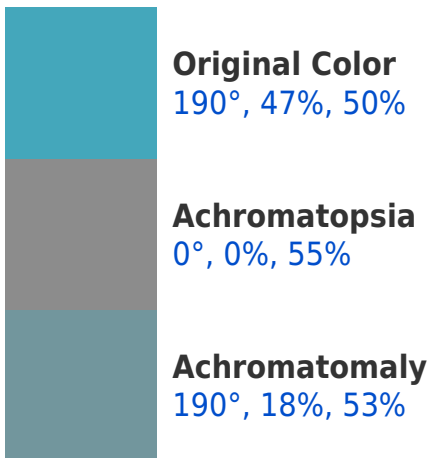 Original Color
190°, 47%, 50%
Achromatopsia
0°, 0%, 55%
Achromatomaly
190°, 18%, 53%